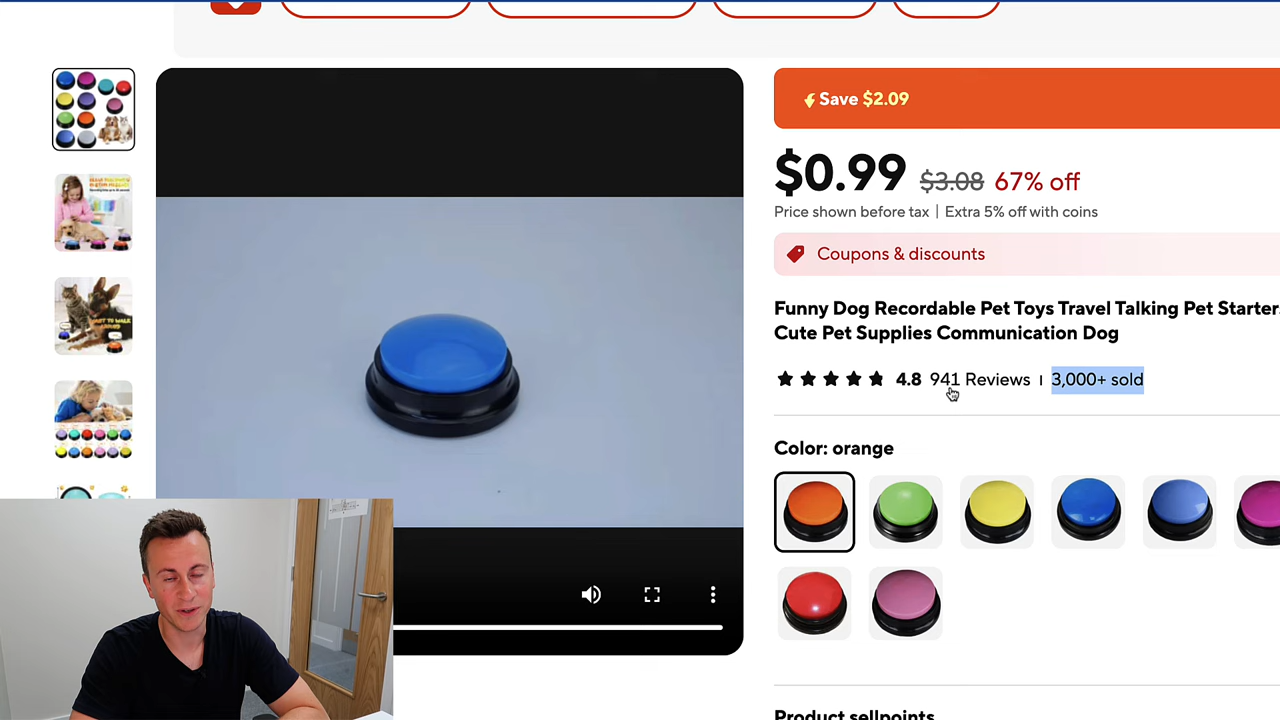 Save $2.09
$0.99 $3.08 67% off
Price shown before tax | Extra 5% off with coins
Coupons & discounts
Funny Dog Recordable Pet Toys Travel Talking Pet Starter
Cute Pet Supplies Communication Dog
4.8 941 Reviews 3,000+ sold
Color: orange
Product sellpoints